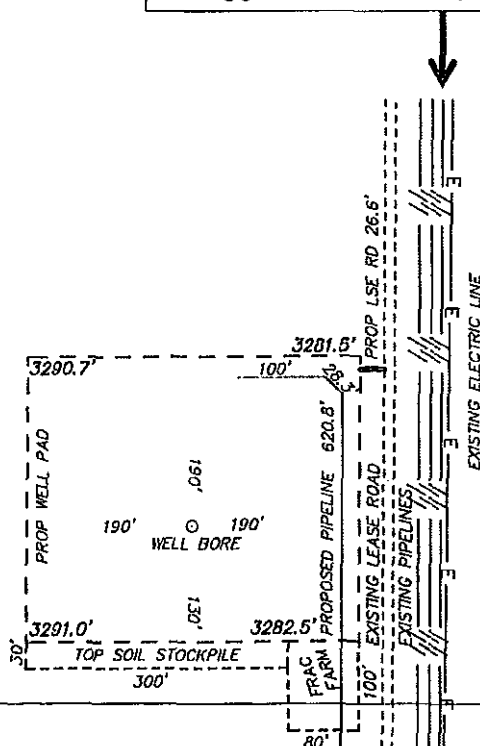 E
PROP LSE RD 26.6'
E
EXISTING ELECTRIC LINE
3281.5'
3290.7'
100'
28.3'
PROPOSED PIPELINE 620.8'
PROP WELL PAD
190'
190'
190'
WELL BORE
E
EXISTING LEASE ROAD
EXISTING PIPELINES
E
130'
3291.0'
3282.5'
30'
TOP SOIL STOCKPILE
300'
FRAC
FARM
100'
E
80'